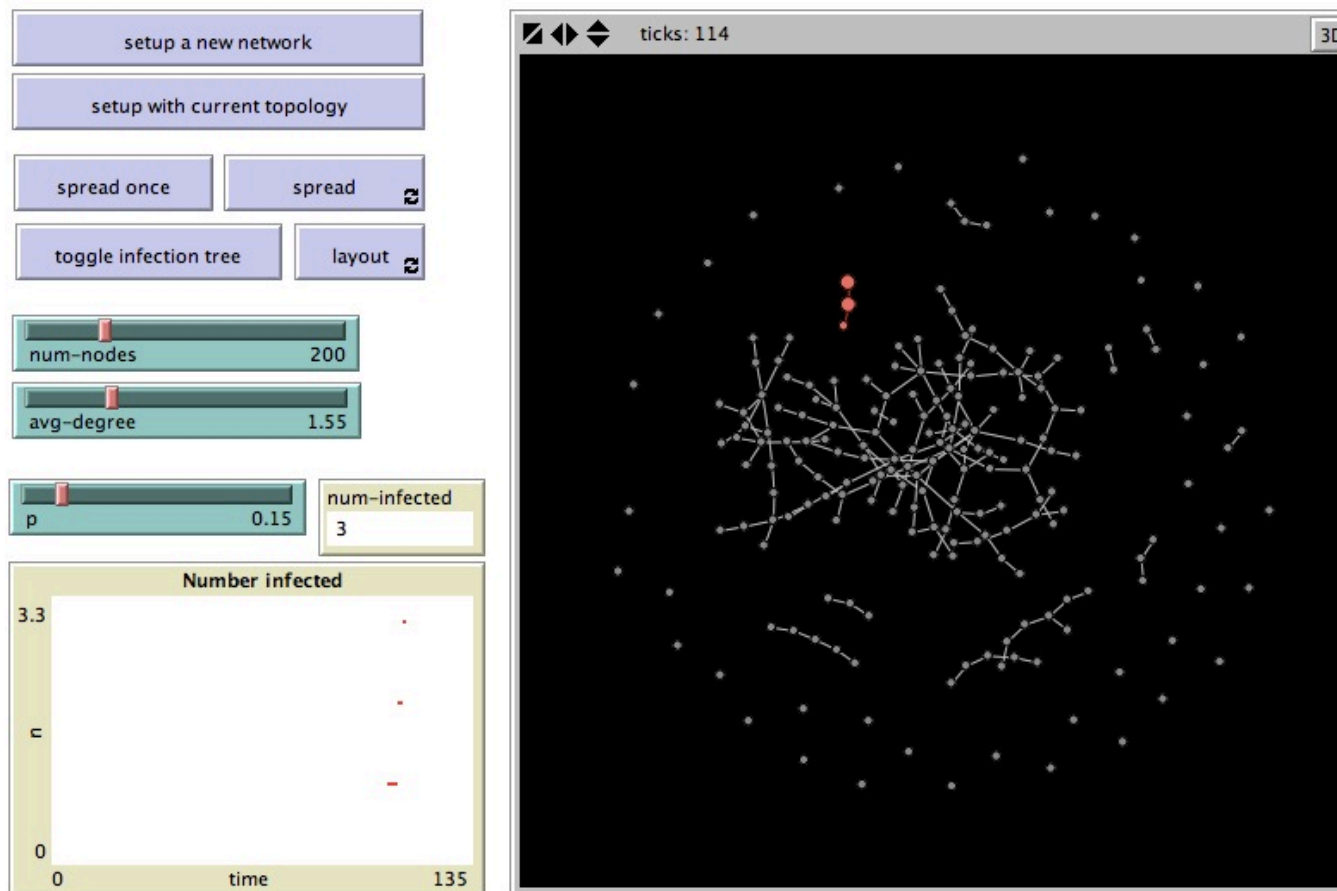 setup a new network
setup with current topology
spread once
spread
toggle infection tree
layout
num-nodes 200
avg-degree 1.55
p 0.15
num-infected
3
Number infected
3.3
n
0
0 time 135
ticks: 114
3D